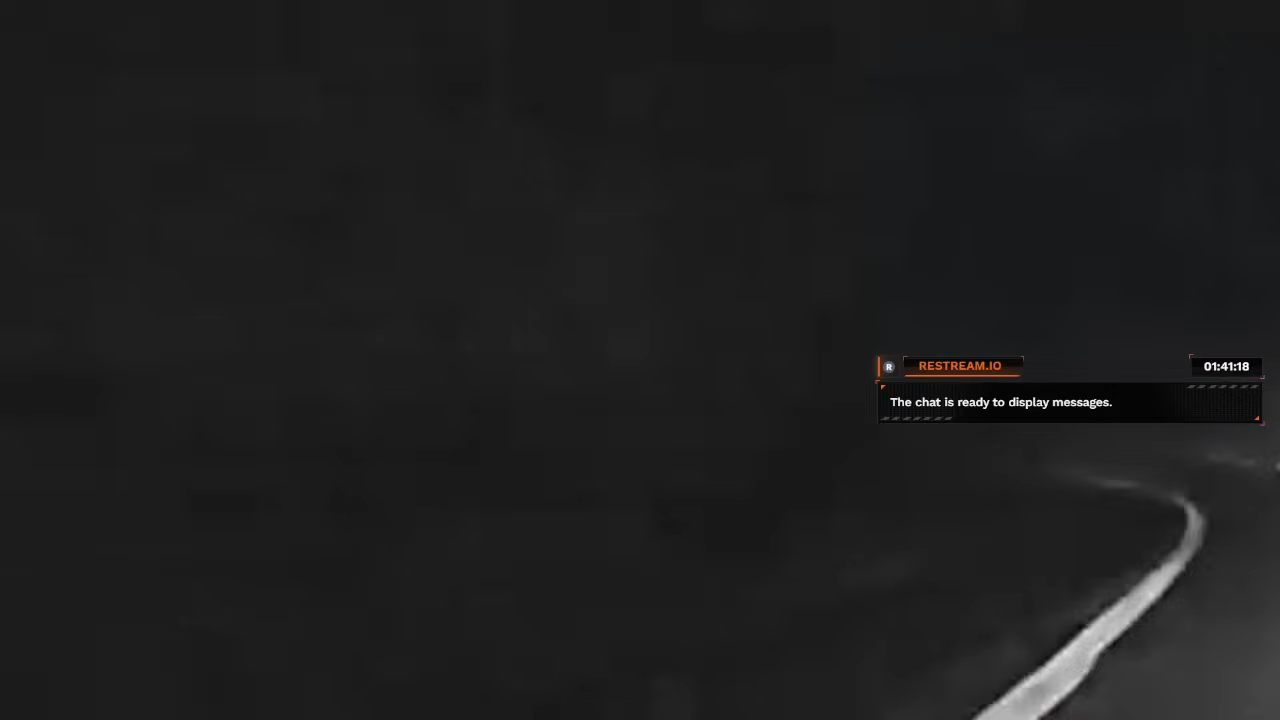 R RESTREAM.IO 01:41:18
The chat is ready to display messages.